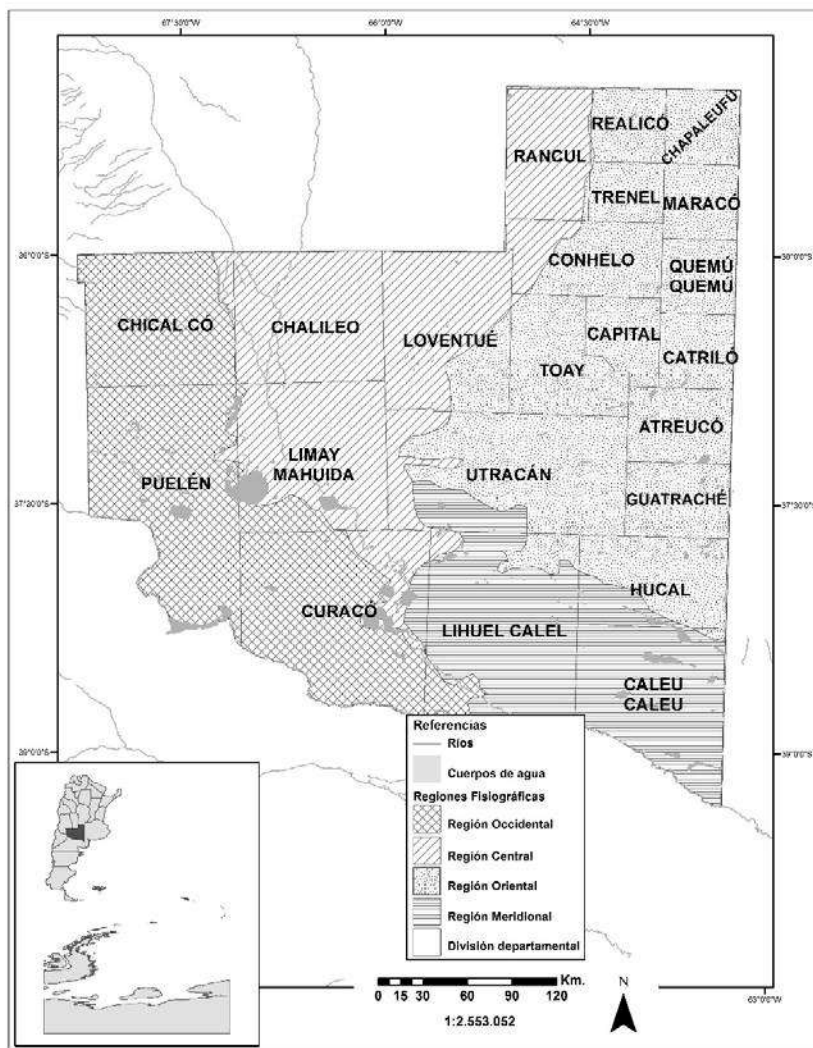 67°30'0"W 66°0'0"W 64°30'0"W
REALICÓ
CHAPALEUFÚ
RANCUL
TRENEL
MARACÓ
36°0'0"S
CONHELO
QUEMÚ
QUEMÚ
CHICAL CÓ
CHALILEO
LOVENTUÉ
CAPITAL
CATRILÓ
TOAY
ATREUCÓ
LIMAY
MAHUIDA
PUELÉN
UTRACÁN
GUATRACHÉ
37°30'0"S 37°30'0"S
CURACÓ
HUCAL
LIHUEL CALEL
CALEU
CALEU
39°0'0"S 39°0'0"S
Referencias
Ríos
Cuerpos de agua
Regiones Fisiográficas
Región Occidental
Región Central
Región Oriental
Región Meridional
División departamental
Km.
0 15 30 60 90 120
1:2.553.052
N
63°0'0"W